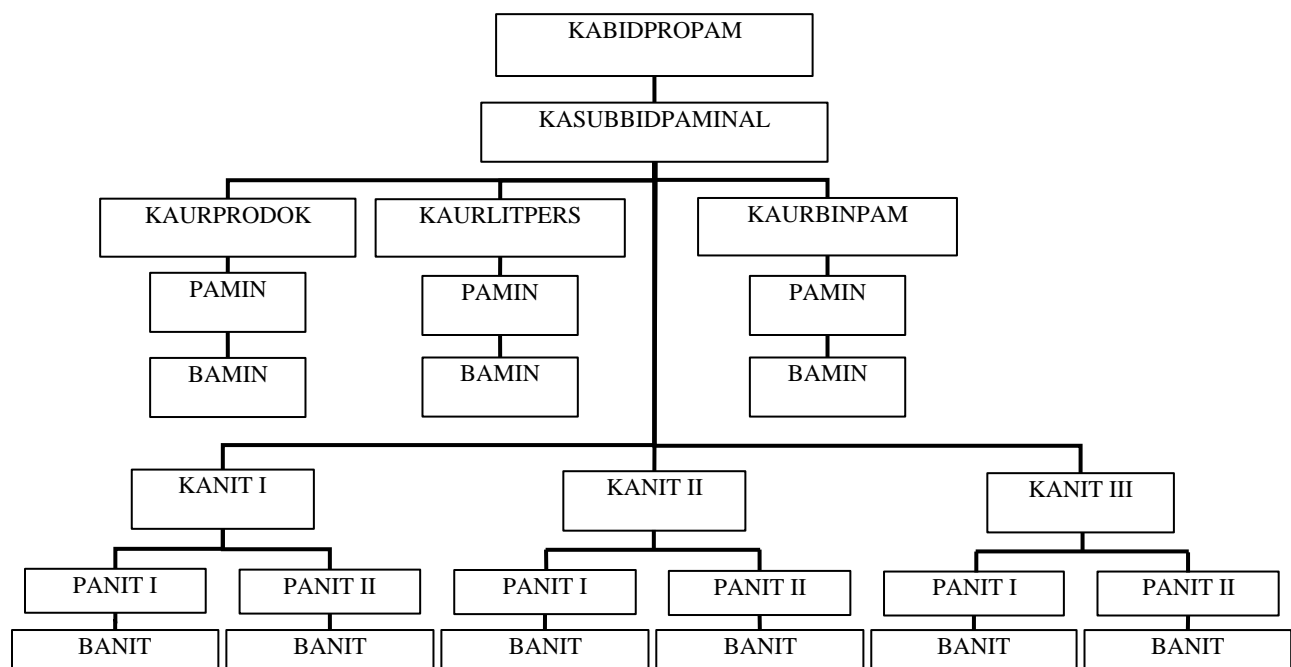 KABIDPROPAM
KASUBBIDPAMINAL
KAURPRODOK
KAURLITPERS
KAURBINPAM
PAMIN
PAMIN
PAMIN
BAMIN
BAMIN
BAMIN
KANIT I
KANIT II
KANIT III
PANIT I
PANIT II
PANIT I
PANIT II
PANIT I
PANIT II
BANIT
BANIT
BANIT
BANIT
BANIT
BANIT